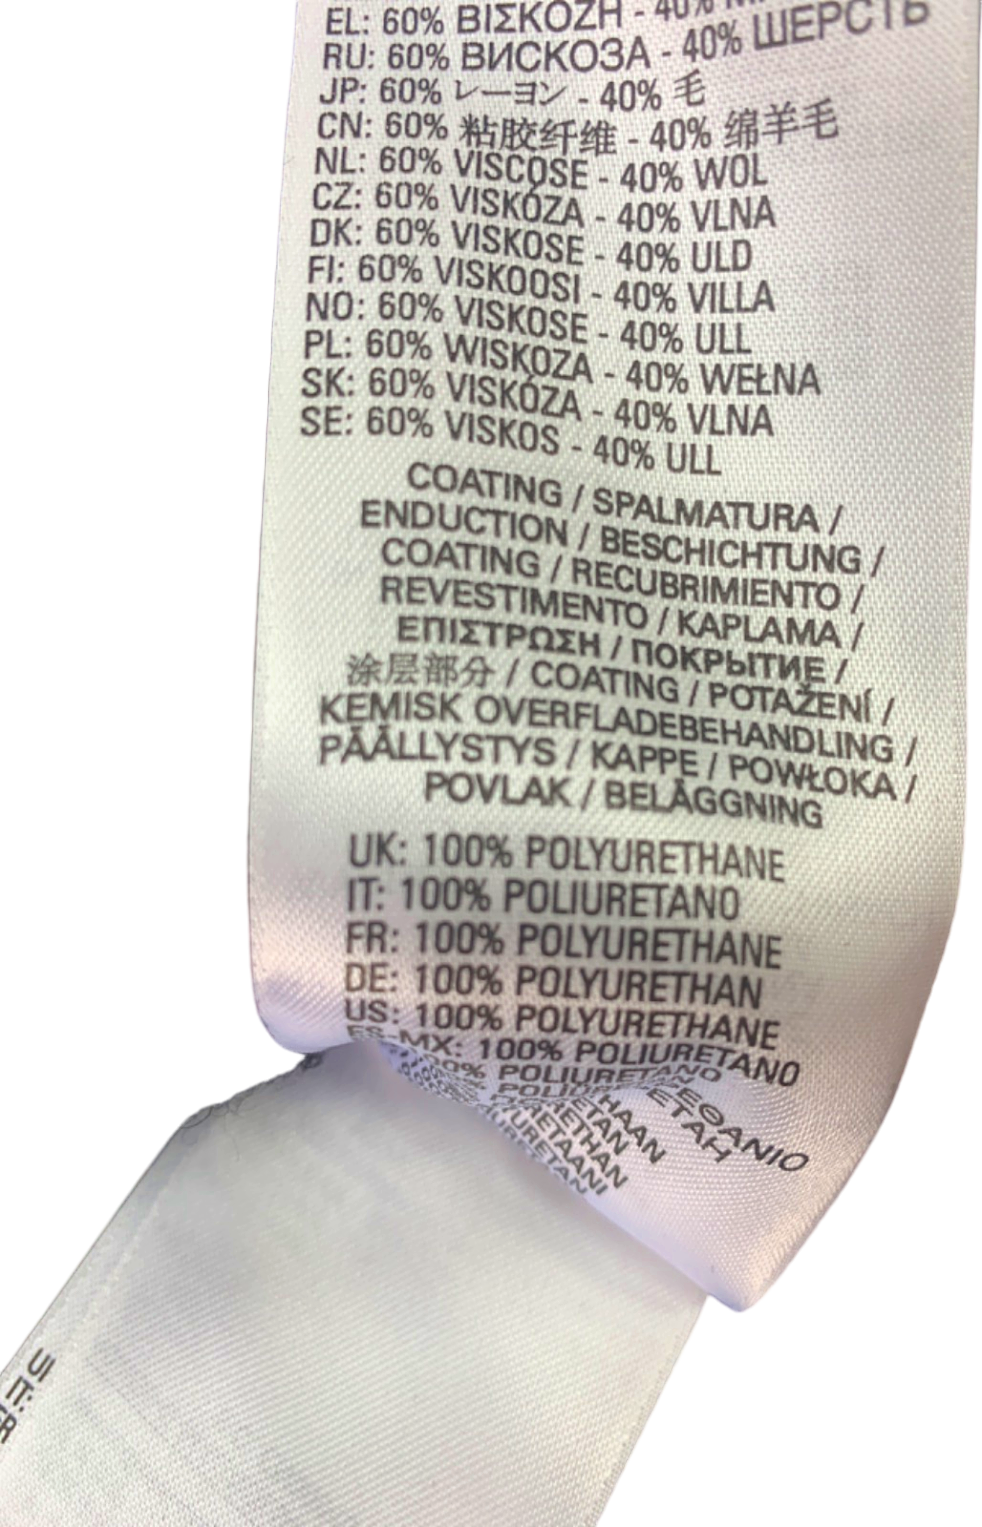 EL: 60% ΒΙΣΚΟΖΗ - 40%
RU: 60% ВИСКОЗА - 40% ШЕРСТЬ
JP: 60% レーヨン - 40% 毛
CN: 60% 粘胶纤维 - 40% 绵羊毛
NL: 60% VISCOSE - 40% WOL
CZ: 60% VISKÓZA - 40% VLNA
DK: 60% VISKOSE - 40% ULD
FI: 60% VISKOOSI - 40% VILLA
NO: 60% VISKOSE - 40% ULL
PL: 60% WISKOZA - 40% WEŁNA
SK: 60% VISKÓZA - 40% VLNA
SE: 60% VISKOS - 40% ULL
COATING / SPALMATURA /
ENDUCTION / BESCHICHTUNG /
COATING / RECUBRIMIENTO /
REVESTIMENTO / KAPLAMA /
ΕΠΙΣΤΡΩΣΗ / ПОКРЫТИЕ /
涂层部分 / COATING / POTAŽENÍ /
KEMISK OVERFLADEBEHANDLING /
PÄÄLLYSTYS / KAPPE / POWŁOKA /
POVLAK / BELÄGGNING
UK: 100% POLYURETHANE
IT: 100% POLIURETANO
FR: 100% POLYURETHANE
DE: 100% POLYURETHAN
US: 100% POLYURETHANE
ES-MX: 100% POLIURETANO
IT: